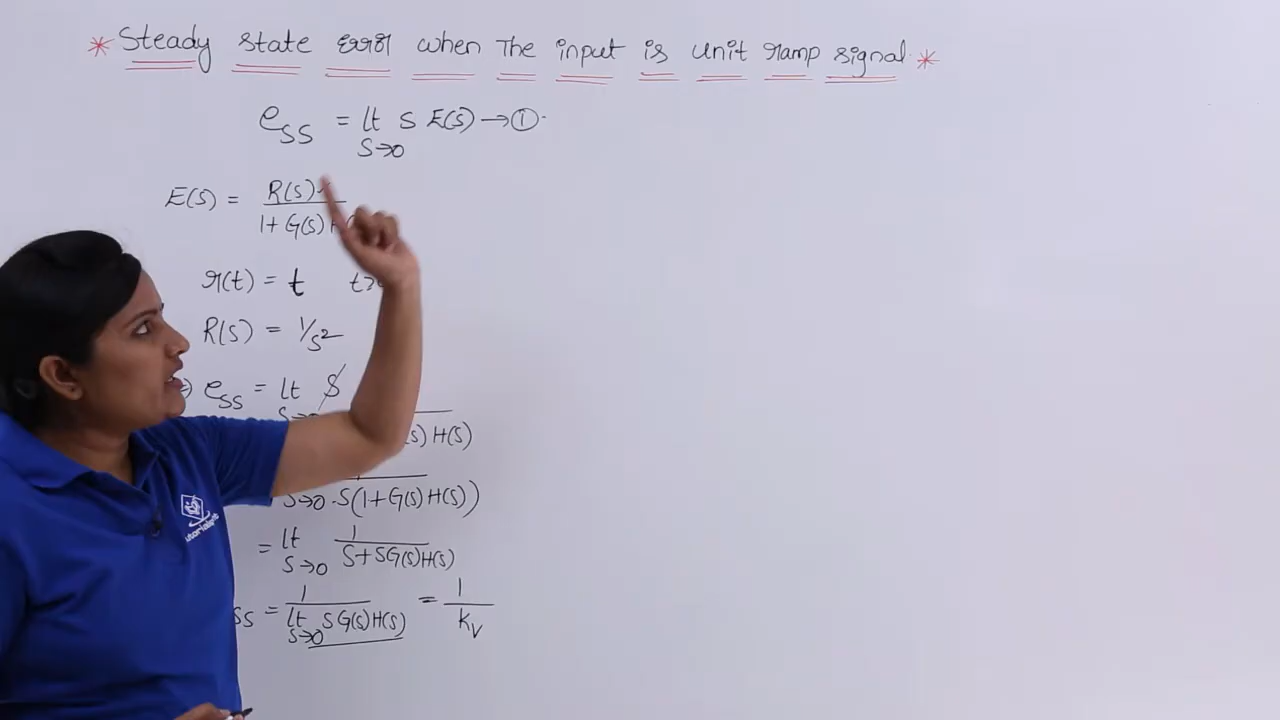 * Steady state error when The input is unit ramp signal *
e_ss = lt s E(s) → ① .
s→0
E(s) = R(s)
1 + G(s) H
r(t) = t t>
R(s) = 1/s²
e_ss = lt s
s→0
(s) H(s)
s→0 . s(1+G(s) H(s))
= lt 1
s→0 s + sG(s)H(s)
ss = 1 = 1
lt s G(s) H(s) k_v
s→0